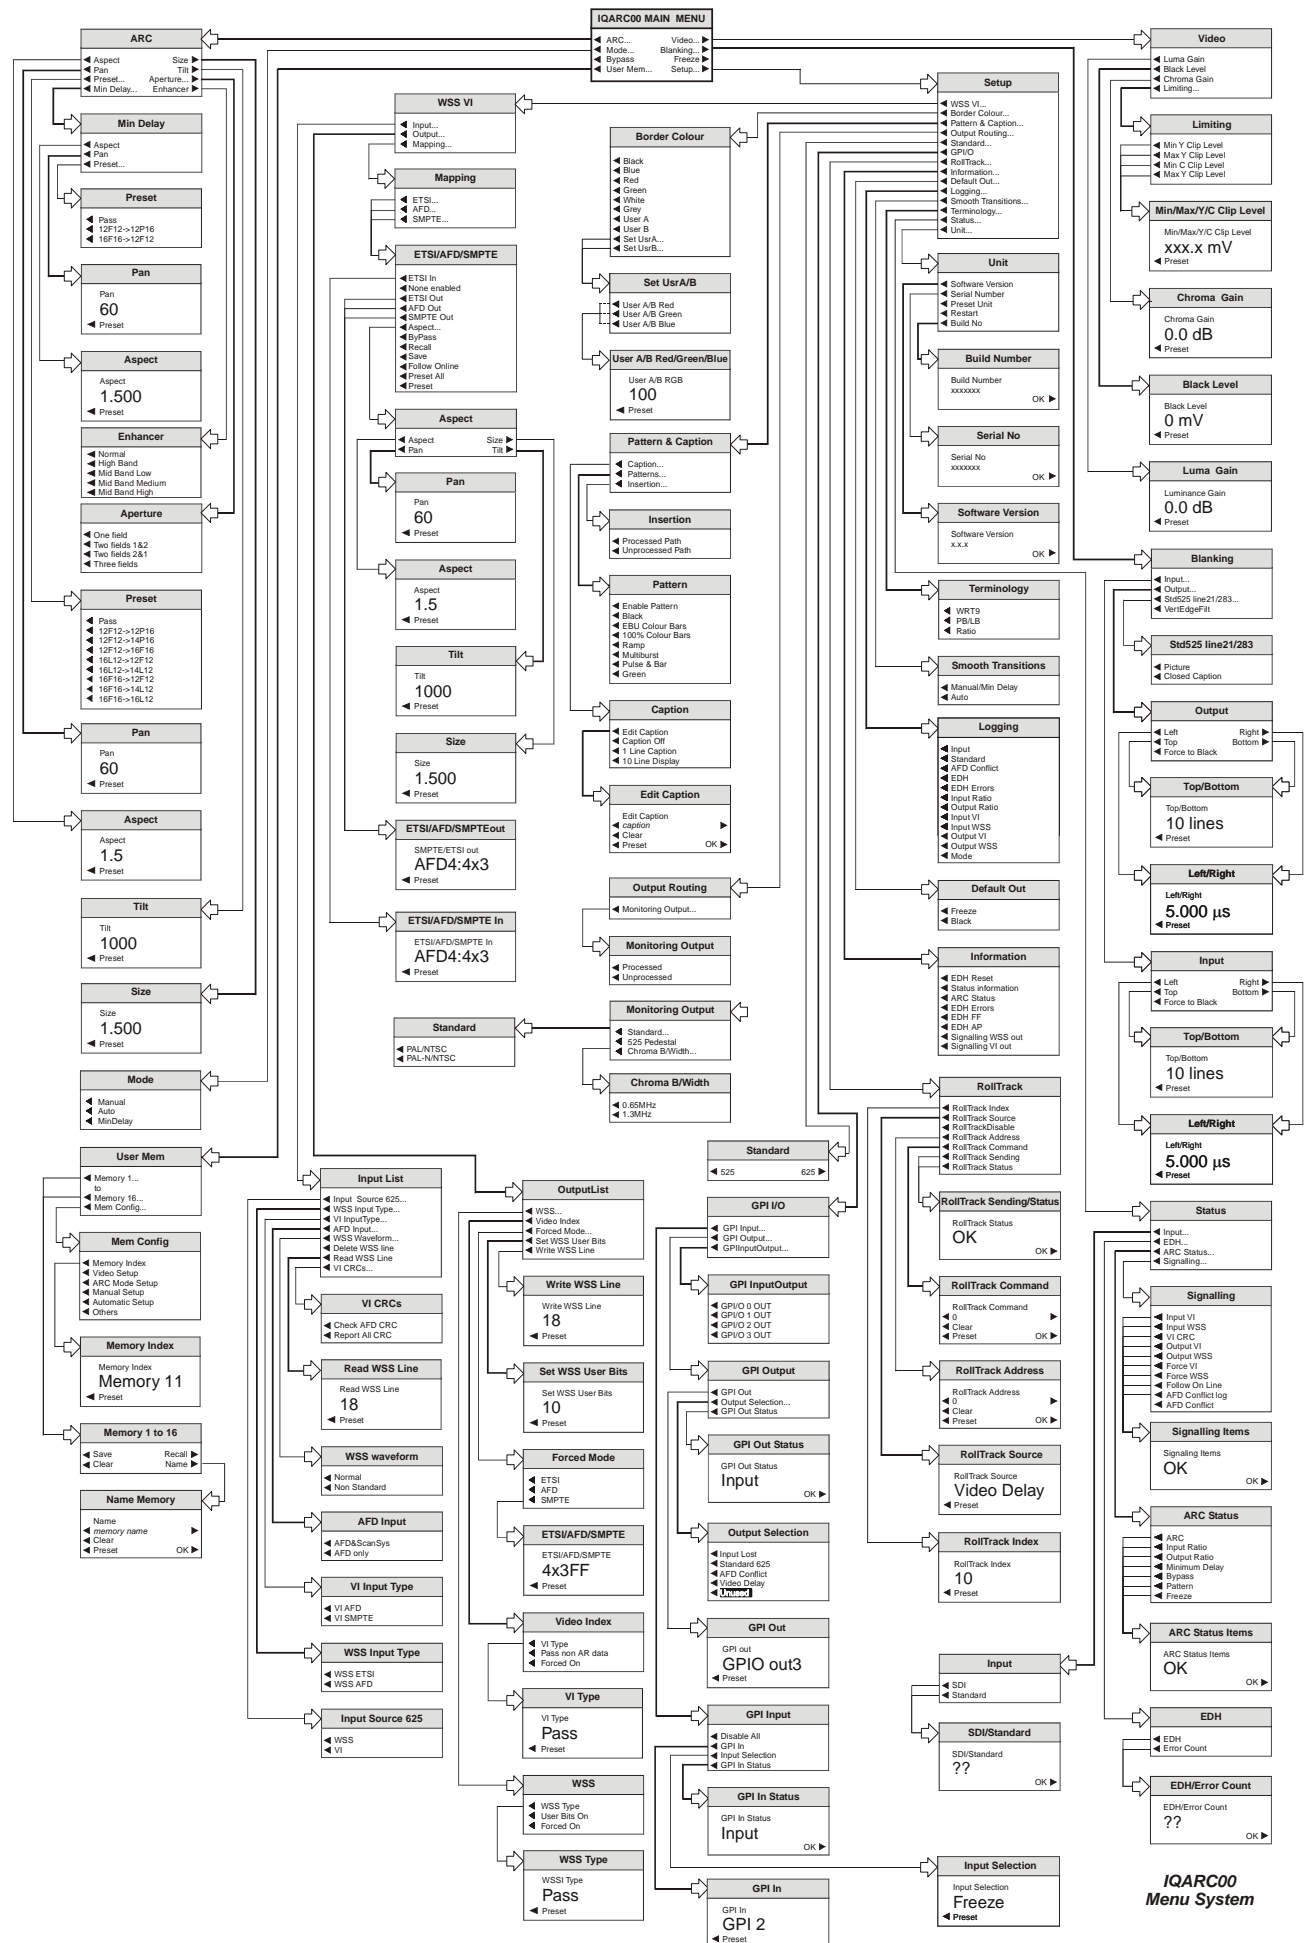 IQARC00 MAIN MENU
ARC... Video...
Mode... Blanking...
Bypass Freeze
User Mem... Setup...
ARC
Aspect Size
Pan Tilt
Preset... Aperture...
Min Delay... Enhancer
Min Delay
Aspect
Pan
Preset...
Preset
Pass
12F12->12P16
16F16->12F12
Pan
Pan
60
Preset
Aspect
Aspect
1.500
Preset
Enhancer
Normal
High Band
Mid Band Low
Mid Band Medium
Mid Band High
Aperture
One field
Two fields 1&2
Two fields 2&1
Three fields
Preset
Pass
12F12->12P16
12F12->14P16
12F12->16F16
16L12->12F12
16L12->14L12
16F16->12F12
16F16->14L12
16F16->16L12
Pan
Pan
60
Preset
Aspect
Aspect
1.5
Preset
Tilt
Tilt
1000
Preset
Size
Size
1.500
Preset
Mode
Manual
Auto
MinDelay
User Mem
Memory 1...
to
Memory 16...
Mem Config...
Mem Config
Memory Index
Video Setup
ARC Mode Setup
Manual Setup
Automatic Setup
Others
Memory Index
Memory Index
Memory 11
Preset
Memory 1 to 16
Save Recall
Clear Name
Name Memory
Name
memory name
Clear
Preset OK
WSS VI
Input...
Output...
Mapping...
Mapping
ETSI...
AFD...
SMPTE...
ETSI/AFD/SMPTE
ETSI In
None enabled
ETSI Out
AFD Out
SMPTE Out
Aspect...
ByPass
Recall
Save
Follow Online
Preset All
Preset
Aspect
Aspect Size
Pan Tilt
Pan
Pan
60
Preset
Aspect
Aspect
1.5
Preset
Tilt
Tilt
1000
Preset
Size
Size
1.500
Preset
ETSI/AFD/SMPTEout
SMPTE/ETSI out
AFD4:4x3
Preset
ETSI/AFD/SMPTE In
ETSI/AFD/SMPTE In
AFD4:4x3
Preset
Standard
PAL/NTSC
PAL-N/NTSC
Input List
Input Source 625...
WSS Input Type...
VI InputType...
AFD Input...
WSS Waveform...
Delete WSS line
Read WSS Line
VI CRCs...
VI CRCs
Check AFD CRC
Report All CRC
Read WSS Line
Read WSS Line
18
Preset
WSS waveform
Normal
Non Standard
AFD Input
AFD&ScanSys
AFD only
VI Input Type
VI AFD
VI SMPTE
WSS Input Type
WSS ETSI
WSS AFD
Input Source 625
WSS
VI
OutputList
WSS...
Video Index
Forced Mode...
Set WSS User Bits
Write WSS Line
Write WSS Line
Write WSS Line
18
Preset
Set WSS User Bits
Set WSS User Bits
10
Preset
Forced Mode
ETSI
AFD
SMPTE
ETSI/AFD/SMPTE
ETSI/AFD/SMPTE
4x3FF
Preset
Video Index
VI Type
Pass non AR data
Forced On
VI Type
VI Type
Pass
Preset
WSS
WSS Type
User Bits On
Forced On
WSS Type
WSSI Type
Pass
Preset
Border Colour
Black
Blue
Red
Green
White
Grey
User A
User B
Set UsrA...
Set UsrB...
Set UsrA/B
User A/B Red
User A/B Green
User A/B Blue
User A/B Red/Green/Blue
User A/B RGB
100
Preset
Pattern & Caption
Caption...
Patterns...
Insertion...
Insertion
Processed Path
Unprocessed Path
Pattern
Enable Pattern
Black
EBU Colour Bars
100% Colour Bars
Ramp
Multiburst
Pulse & Bar
Green
Caption
Edit Caption
Caption Off
1 Line Caption
10 Line Display
Edit Caption
Edit Caption
caption
Clear
Preset OK
Output Routing
Monitoring Output...
Monitoring Output
Processed
Unprocessed
Monitoring Output
Standard...
525 Pedestal
Chroma B/Width...
Chroma B/Width
0.65MHz
1.3MHz
Standard
525 625
GPI I/O
GPI Input...
GPI Output...
GPIInputOutput...
GPI InputOutput
GPI/O 0 OUT
GPI/O 1 OUT
GPI/O 2 OUT
GPI/O 3 OUT
GPI Output
GPI Out
Output Selection...
GPI Out Status
GPI Out Status
GPI Out Status
Input
OK
Output Selection
Input Lost
Standard 625
AFD Conflict
Video Delay
Unused
GPI Out
GPI out
GPIO out3
Preset
GPI Input
Disable All
GPI In
Input Selection
GPI In Status
GPI In Status
GPI In Status
Input
OK
GPI In
GPI In
GPI 2
Preset
Setup
WSS VI...
Border Colour...
Pattern & Caption...
Output Routing...
Standard...
GPI/O
RollTrack...
Information...
Default Out...
Logging...
Smooth Transitions...
Terminology...
Status...
Unit...
Unit
Software Version
Serial Number
Preset Unit
Restart
Build No
Build Number
Build Number
xxxxxxx
OK
Serial No
Serial No
xxxxxxx
OK
Software Version
Software Version
x.x.x
OK
Terminology
WRT9
PB/LB
Ratio
Smooth Transitions
Manual/Min Delay
Auto
Logging
Input
Standard
AFD Conflict
EDH
EDH Errors
Input Ratio
Output Ratio
Input VI
Input WSS
Output VI
Output WSS
Mode
Default Out
Freeze
Black
Information
EDH Reset
Status information
ARC Status
EDH Errors
EDH FF
EDH AP
Signalling WSS out
Signalling VI out
RollTrack
RollTrack Index
RollTrack Source
RollTrackDisable
RollTrack Address
RollTrack Command
RollTrack Sending
RollTrack Status
RollTrack Sending/Status
RollTrack Status
OK
OK
RollTrack Command
RollTrack Command
0
Clear
Preset OK
RollTrack Address
RollTrack Address
0
Clear
Preset OK
RollTrack Source
RollTrack Source
Video Delay
Preset
RollTrack Index
RollTrack Index
10
Preset
Input
SDI
Standard
SDI/Standard
SDI/Standard
??
OK
Input Selection
Input Selection
Freeze
Preset
Video
Luma Gain
Black Level
Chroma Gain
Limiting...
Limiting
Min Y Clip Level
Max Y Clip Level
Min C Clip Level
Max Y Clip Level
Min/Max/Y/C Clip Level
Min/Max/Y/C Clip Level
xxx.x mV
Preset
Chroma Gain
Chroma Gain
0.0 dB
Preset
Black Level
Black Level
0 mV
Preset
Luma Gain
Luminance Gain
0.0 dB
Preset
Blanking
Input...
Output...
Std525 line21/283...
VertEdgeFilt
Std525 line21/283
Picture
Closed Caption
Output
Left Right
Top Bottom
Force to Black
Top/Bottom
Top/Bottom
10 lines
Preset
Left/Right
Left/Right
5.000 µs
Preset
Input
Left Right
Top Bottom
Force to Black
Top/Bottom
Top/Bottom
10 lines
Preset
Left/Right
Left/Right
5.000 µs
Preset
Status
Input...
EDH...
ARC Status...
Signalling...
Signalling
Input VI
Input WSS
VI CRC
Output VI
Output WSS
Force VI
Force WSS
Follow On Line
AFD Conflict log
AFD Conflict
Signalling Items
Signaling Items
OK
OK
ARC Status
ARC
Input Ratio
Output Ratio
Minimum Delay
Bypass
Pattern
Freeze
ARC Status Items
ARC Status Items
OK
OK
EDH
EDH
Error Count
EDH/Error Count
EDH/Error Count
??
OK
IQARC00
Menu System